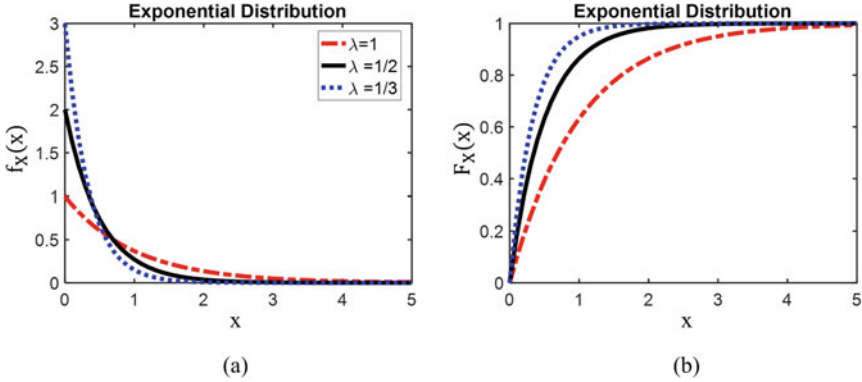 Exponential Distribution
3
2.5
2
1.5
1
0.5
0
0 1 2 3 4 5
f_X(x)
x
λ=1
λ =1/2
λ =1/3
(a)
Exponential Distribution
1
0.8
0.6
0.4
0.2
0
0 1 2 3 4 5
F_X(x)
x
(b)